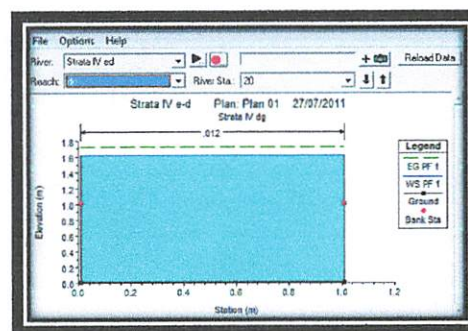 File Options Help
River: Strata IV ed Reload Data
Reach: River Sta.: 20
Strata IV e-d Plan: Plan 01 27/07/2011
Strata IV dg
.012
Legend
EG PF 1
WS PF 1
Ground
Bank Sta
Elevation (m)
1.8
1.6
1.4
1.2
1.0
0.8
0.6
0.4
0.2
0.0
0.0 0.2 0.4 0.6 0.8 1.0 1.2
Station (m)